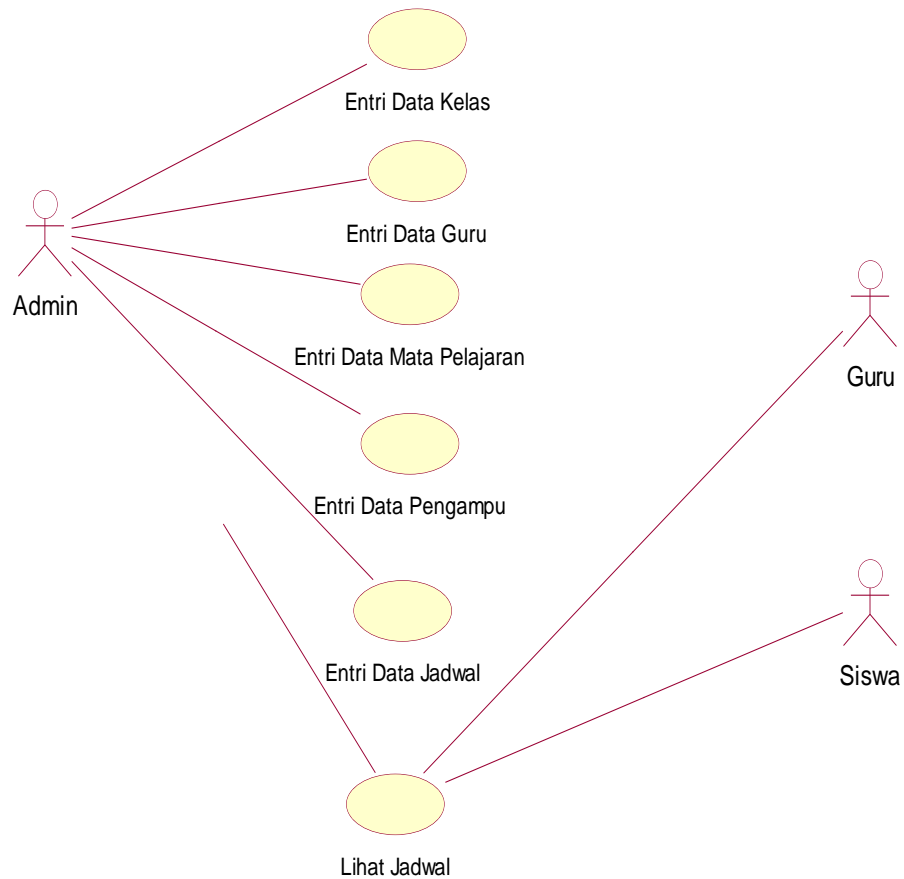 Entri Data Kelas
Entri Data Guru
Admin
Entri Data Mata Pelajaran
Guru
Entri Data Pengampu
Entri Data Jadwal
Siswa
Lihat Jadwal